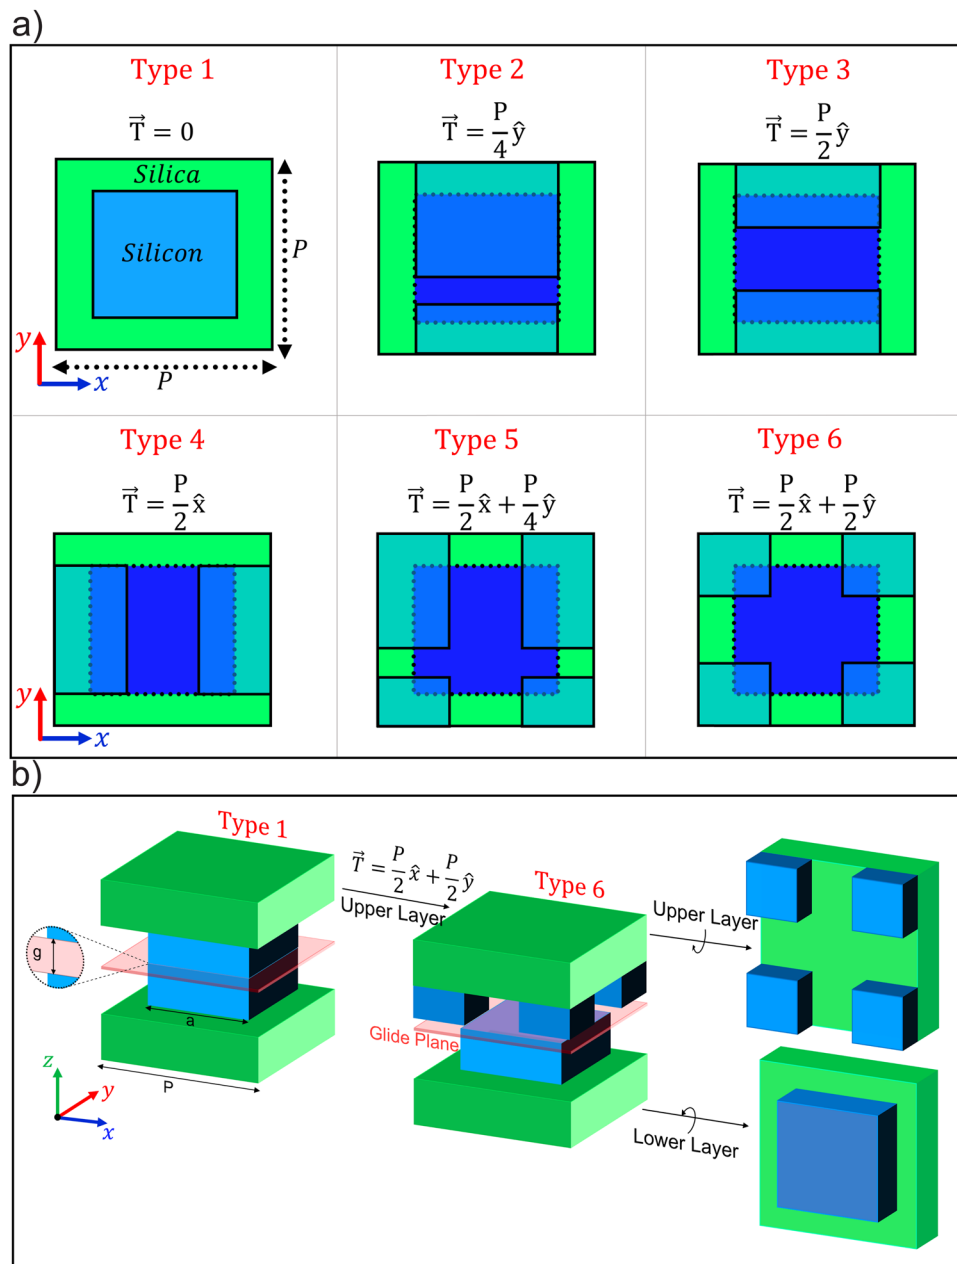 a)
Type 1
T⃗ = 0
Silica
Silicon
P
P
y
x
Type 2
T⃗ = P/4 ŷ
Type 3
T⃗ = P/2 ŷ
Type 4
T⃗ = P/2 x̂
y
x
Type 5
T⃗ = P/2 x̂ + P/4 ŷ
Type 6
T⃗ = P/2 x̂ + P/2 ŷ
b)
Type 1
g
a
P
z
y
x
T⃗ = P/2 x̂ + P/2 ŷ
Upper Layer
Type 6
Glide Plane
Upper Layer
Lower Layer